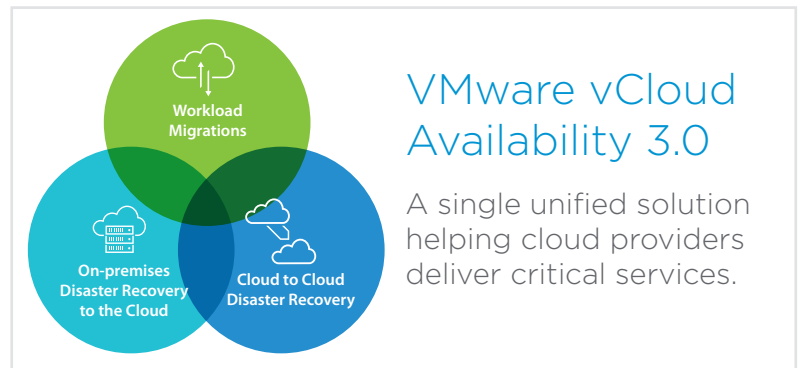 Workload
Migrations
On-premises
Disaster Recovery
to the Cloud
Cloud to Cloud
Disaster Recovery
VMware vCloud
Availability 3.0
A single unified solution
helping cloud providers
deliver critical services.